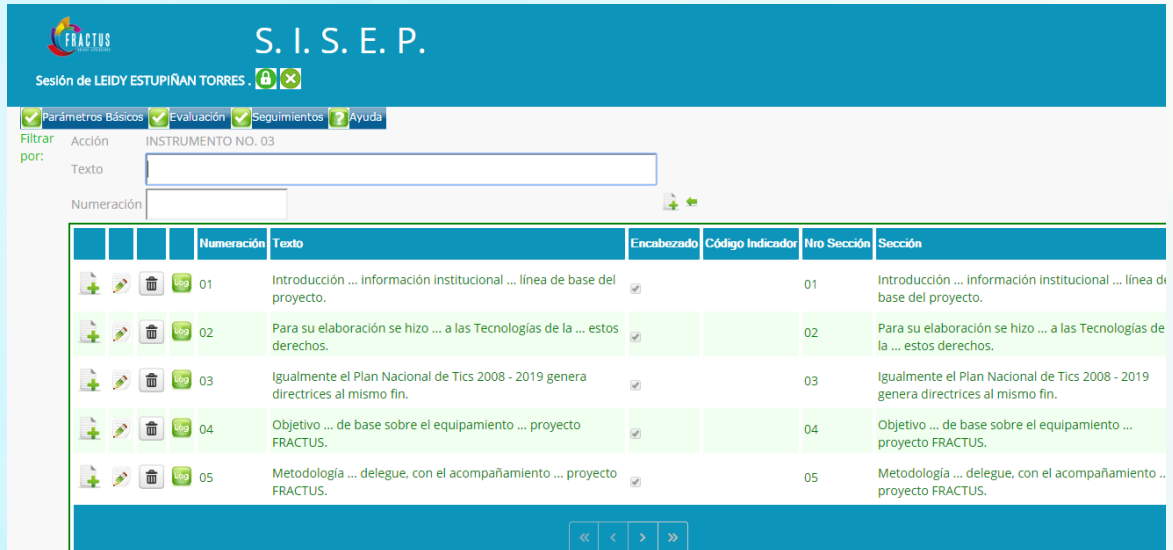 FRACTUS
S. I. S. E. P.
Sesión de LEIDY ESTUPIÑAN TORRES .
Parámetros Básicos Evaluación Seguimientos ? Ayuda
Filtrar por:
Acción INSTRUMENTO NO. 03
Texto
Numeración
Numeración Texto Encabezado Código Indicador Nro Sección Sección
Log 01 Introducción ... información institucional ... línea de base del 01 Introducción ... información institucional ... línea de
proyecto. base del proyecto.
Log 02 Para su elaboración se hizo ... a las Tecnologías de la ... estos 02 Para su elaboración se hizo ... a las Tecnologías de
derechos. la ... estos derechos.
Log 03 Igualmente el Plan Nacional de Tics 2008 - 2019 genera 03 Igualmente el Plan Nacional de Tics 2008 - 2019
directrices al mismo fin. genera directrices al mismo fin.
Log 04 Objetivo ... de base sobre el equipamiento ... proyecto 04 Objetivo ... de base sobre el equipamiento ...
FRACTUS. proyecto FRACTUS.
Log 05 Metodología ... delegue, con el acompañamiento ... proyecto 05 Metodología ... delegue, con el acompañamiento ..
FRACTUS. proyecto FRACTUS.
« < > »